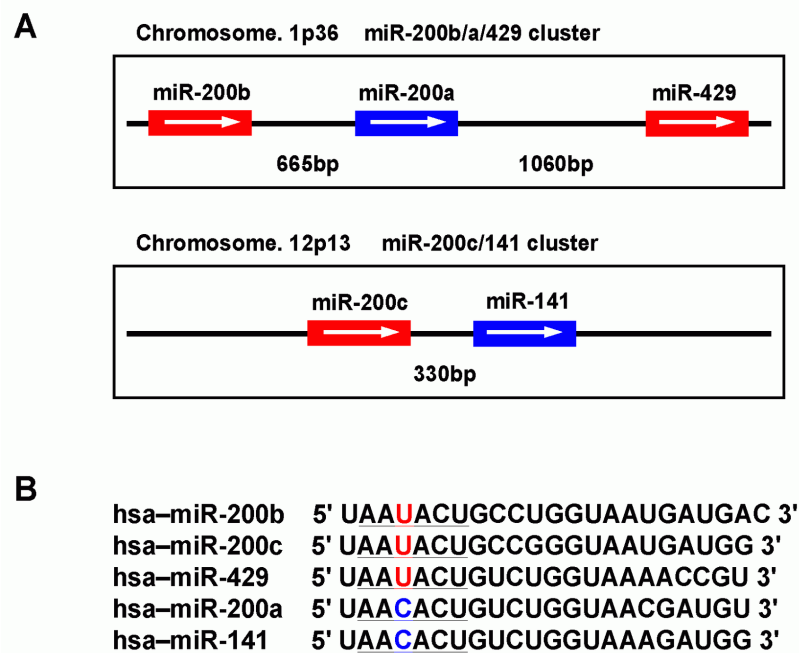 A
Chromosome. 1p36 miR-200b/a/429 cluster
miR-200b miR-200a miR-429
665bp 1060bp
Chromosome. 12p13 miR-200c/141 cluster
miR-200c miR-141
330bp
B
hsa–miR-200b 5' UAAUACUGCCUGGUAAUGAUGAC 3'
hsa–miR-200c 5' UAAUACUGCCGGGUAAUGAUGG 3'
hsa–miR-429 5' UAAUACUGUCUGGUAAAACCGU 3'
hsa–miR-200a 5' UAACACUGUCUGGUAACGAUGU 3'
hsa–miR-141 5' UAACACUGUCUGGUAAAGAUGG 3'